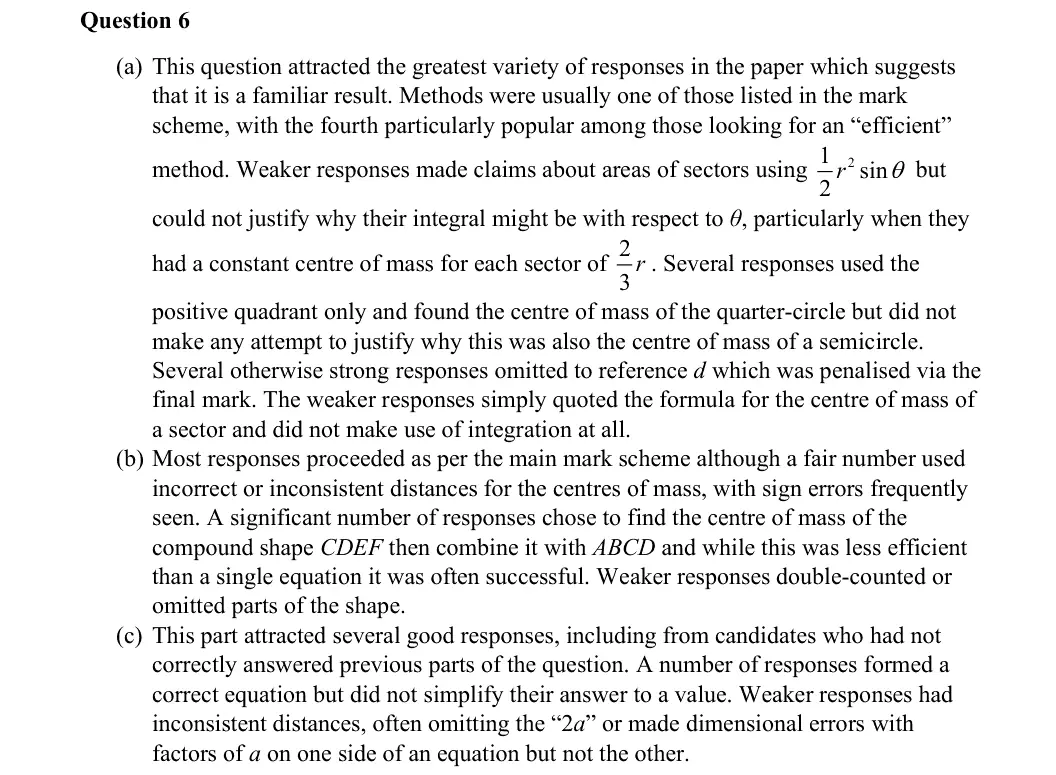 Question 6
(a) This question attracted the greatest variety of responses in the paper which suggests
that it is a familiar result. Methods were usually one of those listed in the mark
scheme, with the fourth particularly popular among those looking for an “efficient”
method. Weaker responses made claims about areas of sectors using 1/2 r² sin θ but
could not justify why their integral might be with respect to θ, particularly when they
had a constant centre of mass for each sector of 2/3 r. Several responses used the
positive quadrant only and found the centre of mass of the quarter-circle but did not
make any attempt to justify why this was also the centre of mass of a semicircle.
Several otherwise strong responses omitted to reference d which was penalised via the
final mark. The weaker responses simply quoted the formula for the centre of mass of
a sector and did not make use of integration at all.
(b) Most responses proceeded as per the main mark scheme although a fair number used
incorrect or inconsistent distances for the centres of mass, with sign errors frequently
seen. A significant number of responses chose to find the centre of mass of the
compound shape CDEF then combine it with ABCD and while this was less efficient
than a single equation it was often successful. Weaker responses double-counted or
omitted parts of the shape.
(c) This part attracted several good responses, including from candidates who had not
correctly answered previous parts of the question. A number of responses formed a
correct equation but did not simplify their answer to a value. Weaker responses had
inconsistent distances, often omitting the “2a” or made dimensional errors with
factors of a on one side of an equation but not the other.